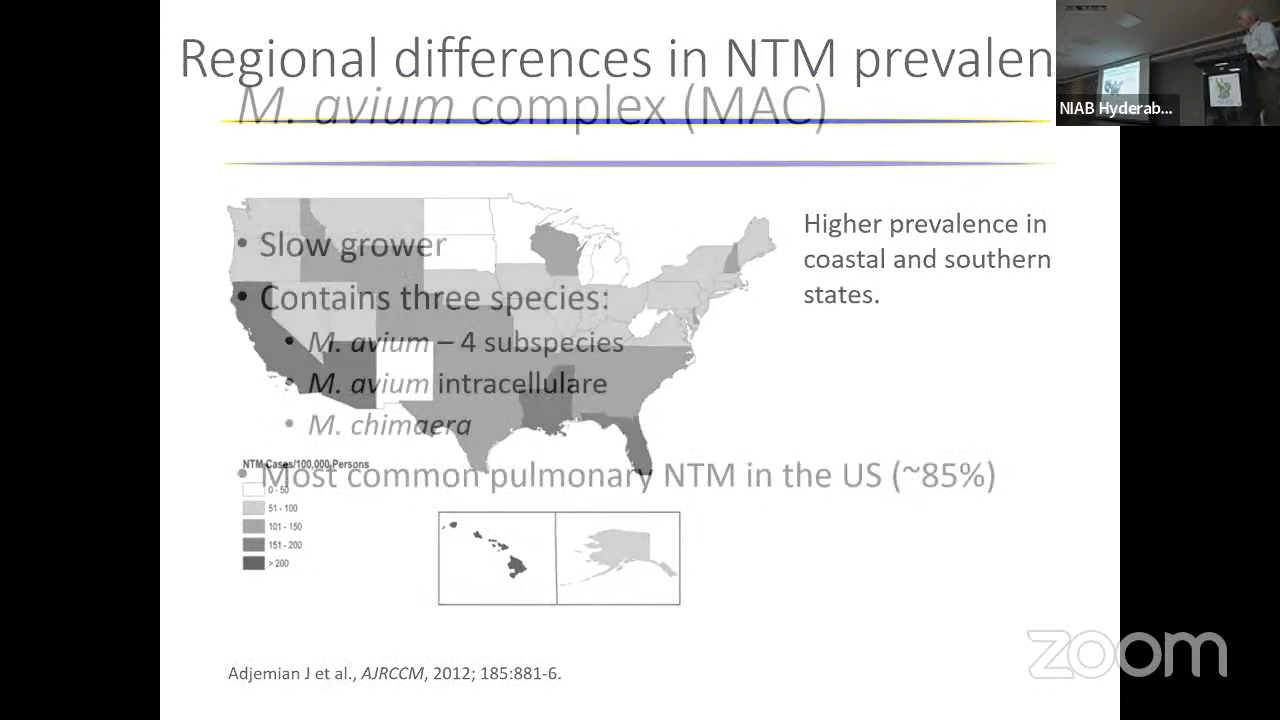 Regional differences in NTM prevalen
M. avium complex (MAC)
NIAB Hyderab...
Higher prevalence in
coastal and southern
states.
• Slow grower
• Contains three species:
• M. avium – 4 subspecies
• M. avium intracellulare
• M. chimaera
• Most common pulmonary NTM in the US (~85%)
NTM Cases/100,000 Persons
0 - 50
51 - 100
101 - 150
151 - 200
> 200
Adjemian J et al., AJRCCM, 2012; 185:881-6.
zoom